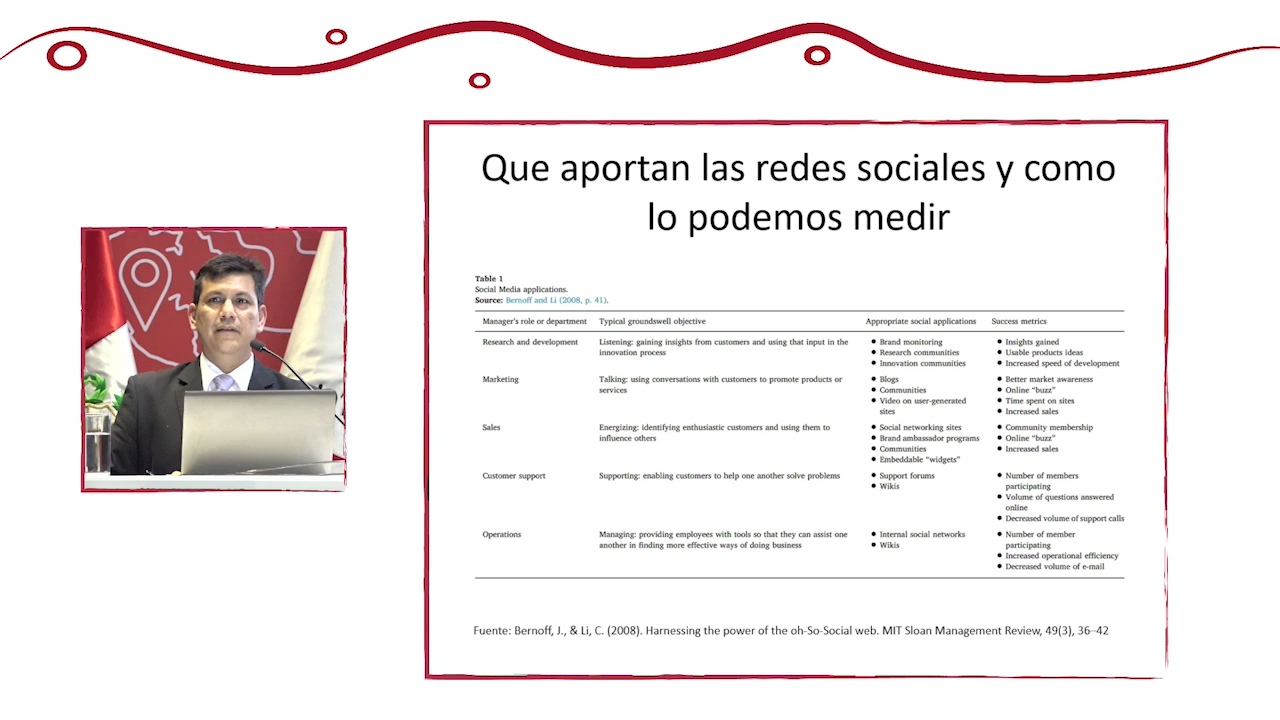 Que aportan las redes sociales y como
lo podemos medir
Table 1
Social Media applications.
Source: Bernoff and Li (2008, p. 41).
Manager's role or department Typical groundswell objective Appropriate social applications Success metrics
Research and development Listening: gaining insights from customers and using that input in the ● Brand monitoring ● Insights gained
innovation process ● Research communities ● Usable products ideas
● Innovation communities ● Increased speed of development
Marketing Talking: using conversations with customers to promote products or ● Blogs ● Better market awareness
services ● Communities ● Online "buzz"
● Video on user-generated ● Time spent on sites
sites ● Increased sales
Sales Energizing: identifying enthusiastic customers and using them to ● Social networking sites ● Community membership
influence others ● Brand ambassador programs ● Online "buzz"
● Communities ● Increased sales
● Embeddable "widgets"
Customer support Supporting: enabling customers to help one another solve problems ● Support forums ● Number of members
● Wikis participating
● Volume of questions answered
online
● Decreased volume of support calls
Operations Managing: providing employees with tools so that they can assist one ● Internal social networks ● Number of member
another in finding more effective ways of doing business ● Wikis participating
● Increased operational efficiency
● Decreased volume of e-mail
Fuente: Bernoff, J., & Li, C. (2008). Harnessing the power of the oh-So-Social web. MIT Sloan Management Review, 49(3), 36–42